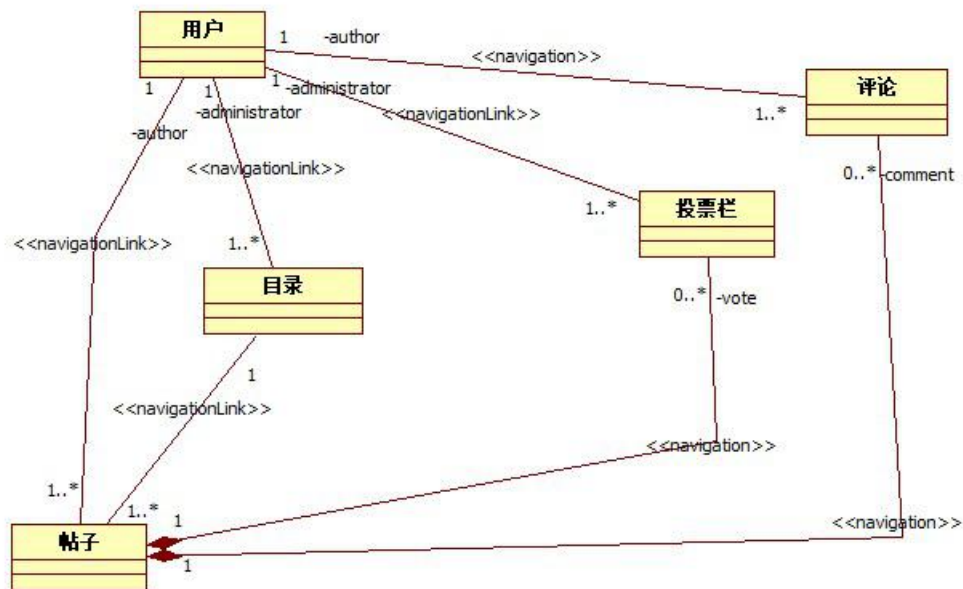 用户
1
-author
<<navigation>>
评论
1..*
1
-administrator
<<navigationLink>>
1
-author
1
-administrator
<<navigationLink>>
0..*
-comment
1..*
投票栏
<<navigationLink>>
1..*
目录
0..*
-vote
1
<<navigationLink>>
<<navigation>>
1..*
1..*
1
帖子
<<navigation>>
1